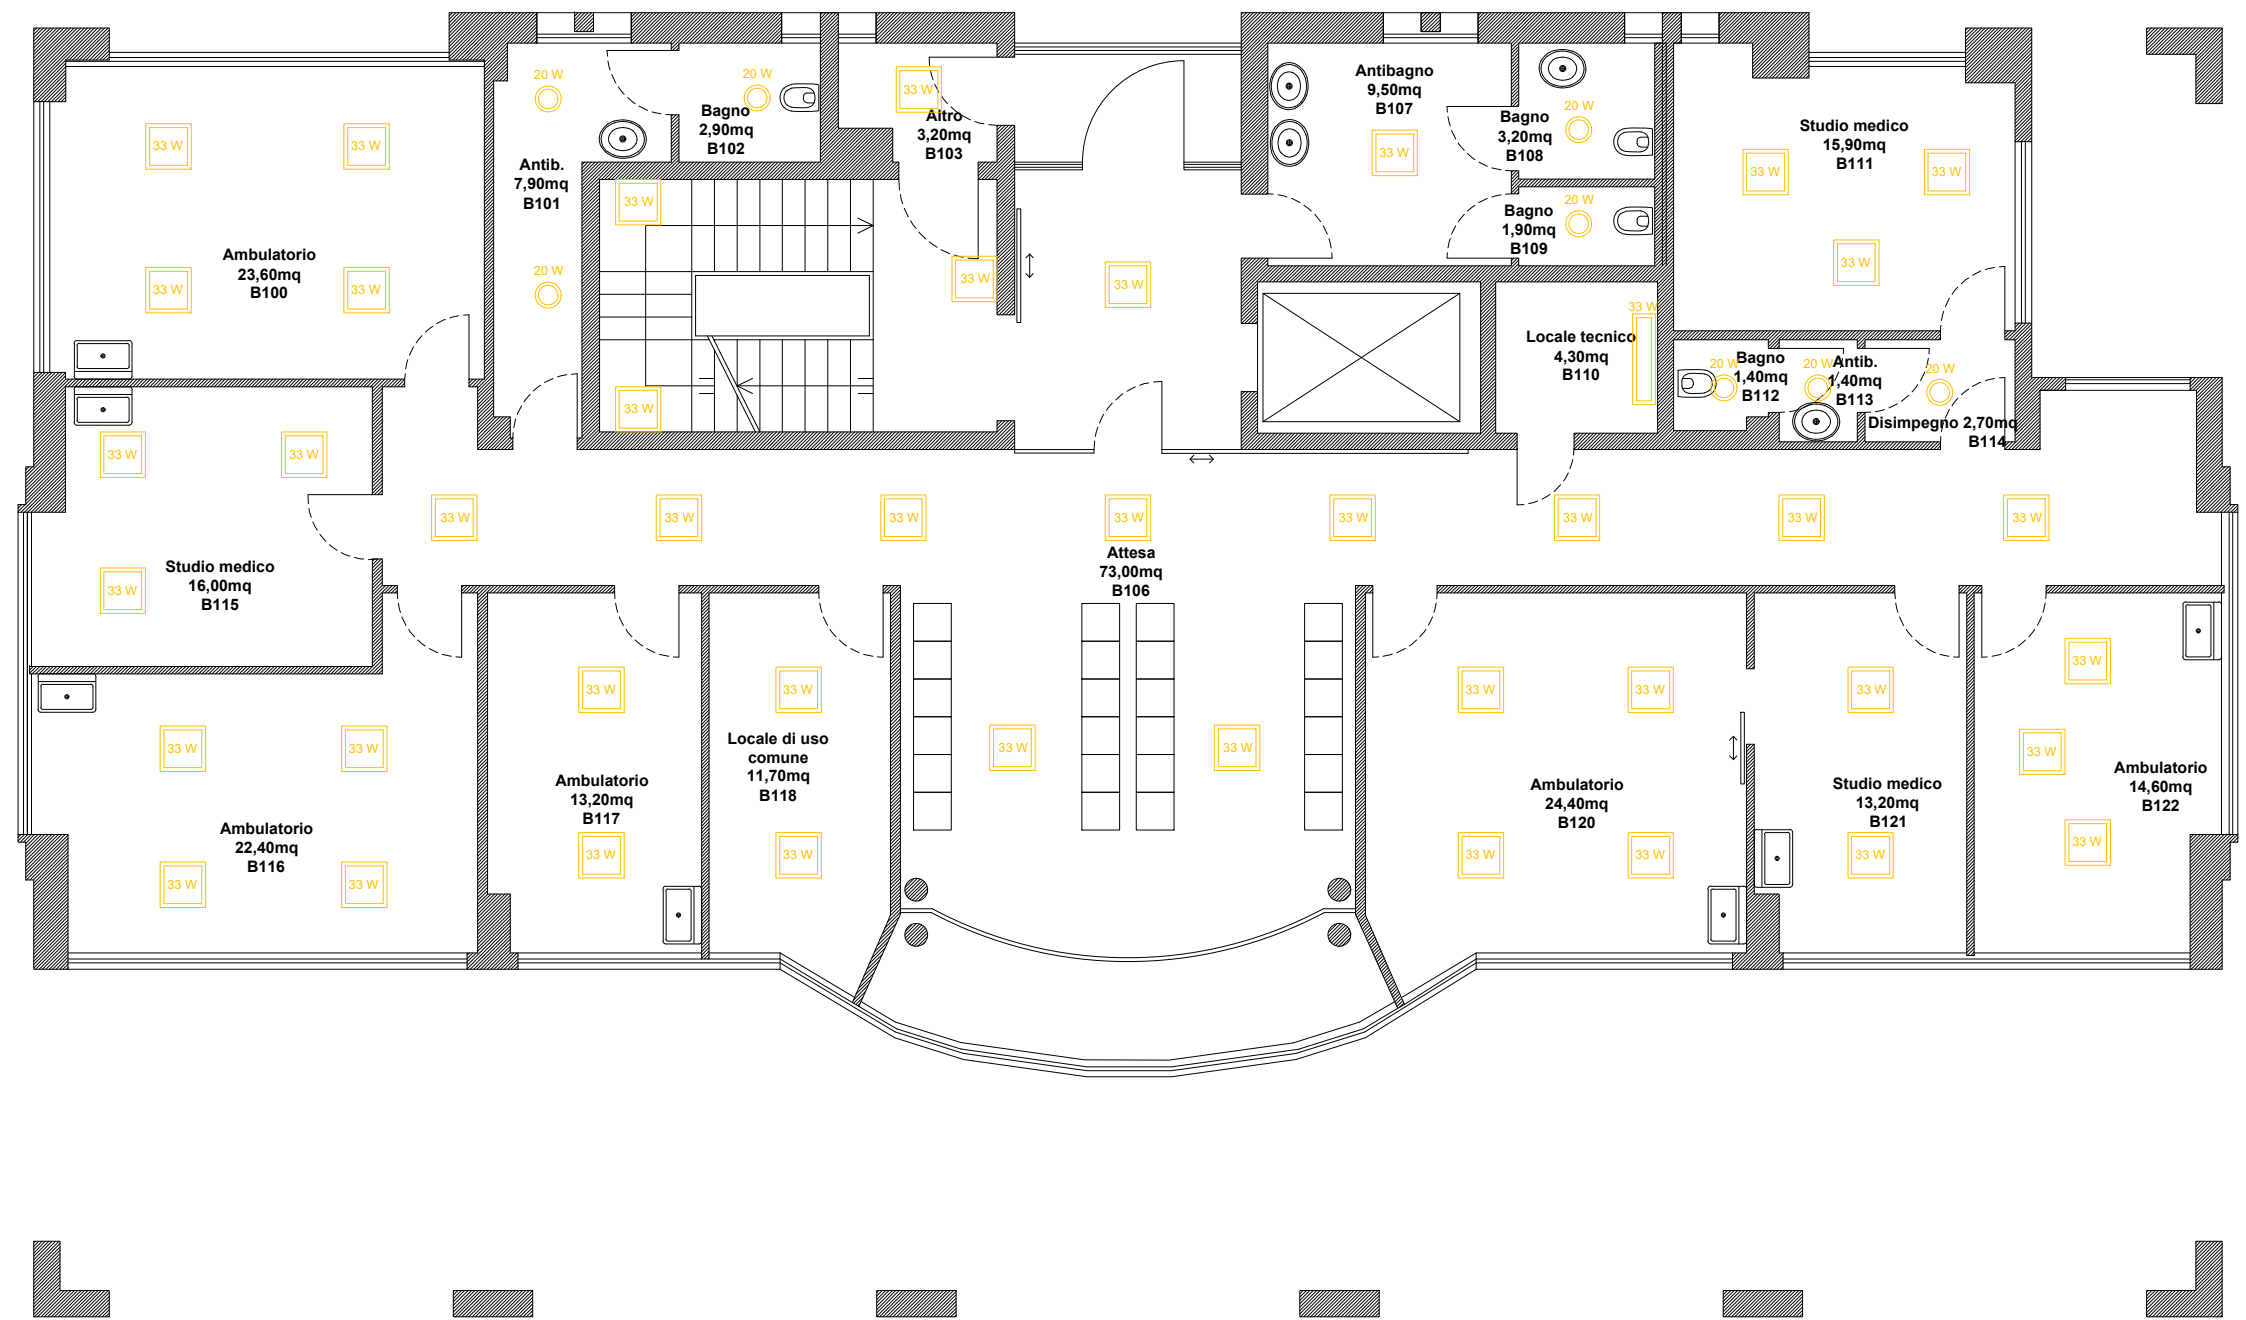 20 W
20 W
33 W
Antibagno
9,50mq
B107
Bagno
2,90mq
B102
Altro
3,20mq
B103
20 W
Bagno
3,20mq
B108
Studio medico
15,90mq
B111
33 W
33 W
33 W
33 W
33 W
Antib.
7,90mq
B101
33 W
20 W
Bagno
1,90mq
B109
Ambulatorio
23,60mq
B100
33 W
33 W
20 W
33 W
33 W
33 W
33 W
Locale tecnico
4,30mq
B110
20 W
Bagno
1,40mq
B112
20 W
Antib.
1,40mq
B113
20 W
Disimpegno 2,70mq
B114
33 W
33 W
33 W
33 W
33 W
33 W
33 W
33 W
33 W
33 W
33 W
Attesa
73,00mq
B106
Studio medico
16,00mq
B115
33 W
33 W
33 W
33 W
33 W
33 W
33 W
33 W
33 W
33 W
33 W
33 W
33 W
Locale di uso
comune
11,70mq
B118
Ambulatorio
13,20mq
B117
Ambulatorio
24,40mq
B120
Studio medico
13,20mq
B121
Ambulatorio
14,60mq
B122
Ambulatorio
22,40mq
B116
33 W
33 W
33 W
33 W
33 W
33 W
33 W
33 W